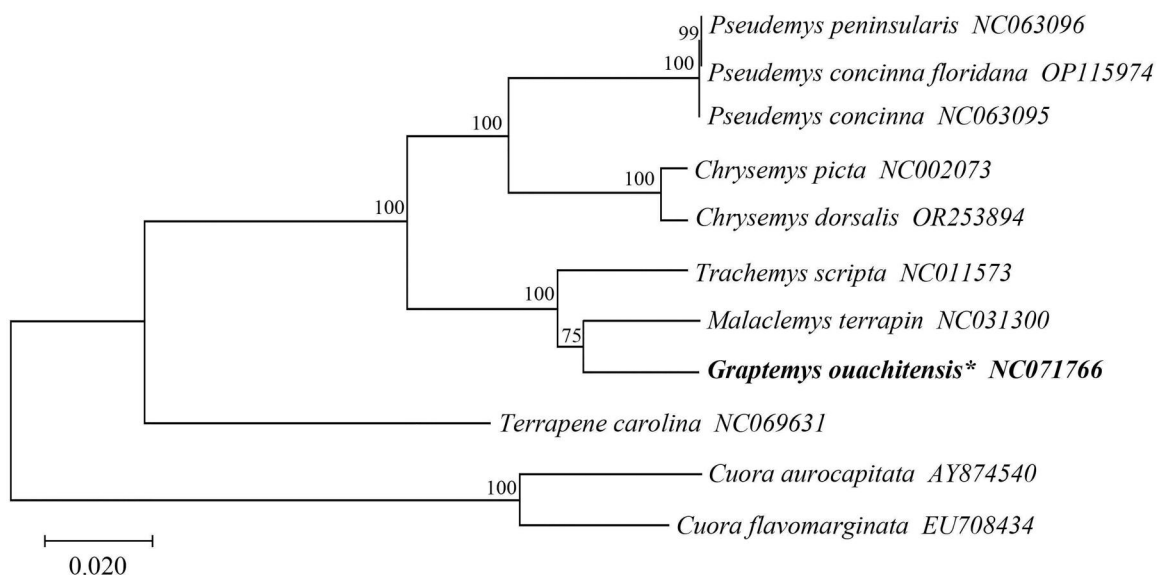 99
Pseudemys peninsularis NC063096
100
Pseudemys concinna floridana OP115974
Pseudemys concinna NC063095
100
100
Chrysemys picta NC002073
Chrysemys dorsalis OR253894
100
100
Trachemys scripta NC011573
75
Malaclemys terrapin NC031300
Graptemys ouachitensis* NC071766
Terrapene carolina NC069631
100
Cuora aurocapitata AY874540
Cuora flavomarginata EU708434
0.020